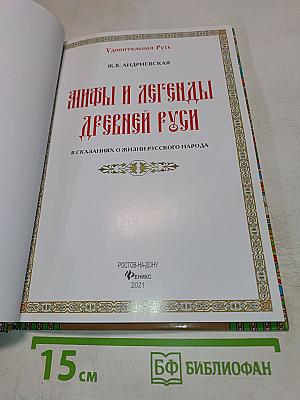 Удивительная Русь
Ж.В. АНДРИЕВСКАЯ
МИФЫ И ЛЕГЕНДЫ
ДРЕВНЕЙ РУСИ
В СКАЗАНИЯХ О ЖИЗНИ РУССКОГО НАРОДА
РОСТОВ-НА-ДОНУ
ФЕНИКС
2021
15 см
БФ БИБЛИОФАН